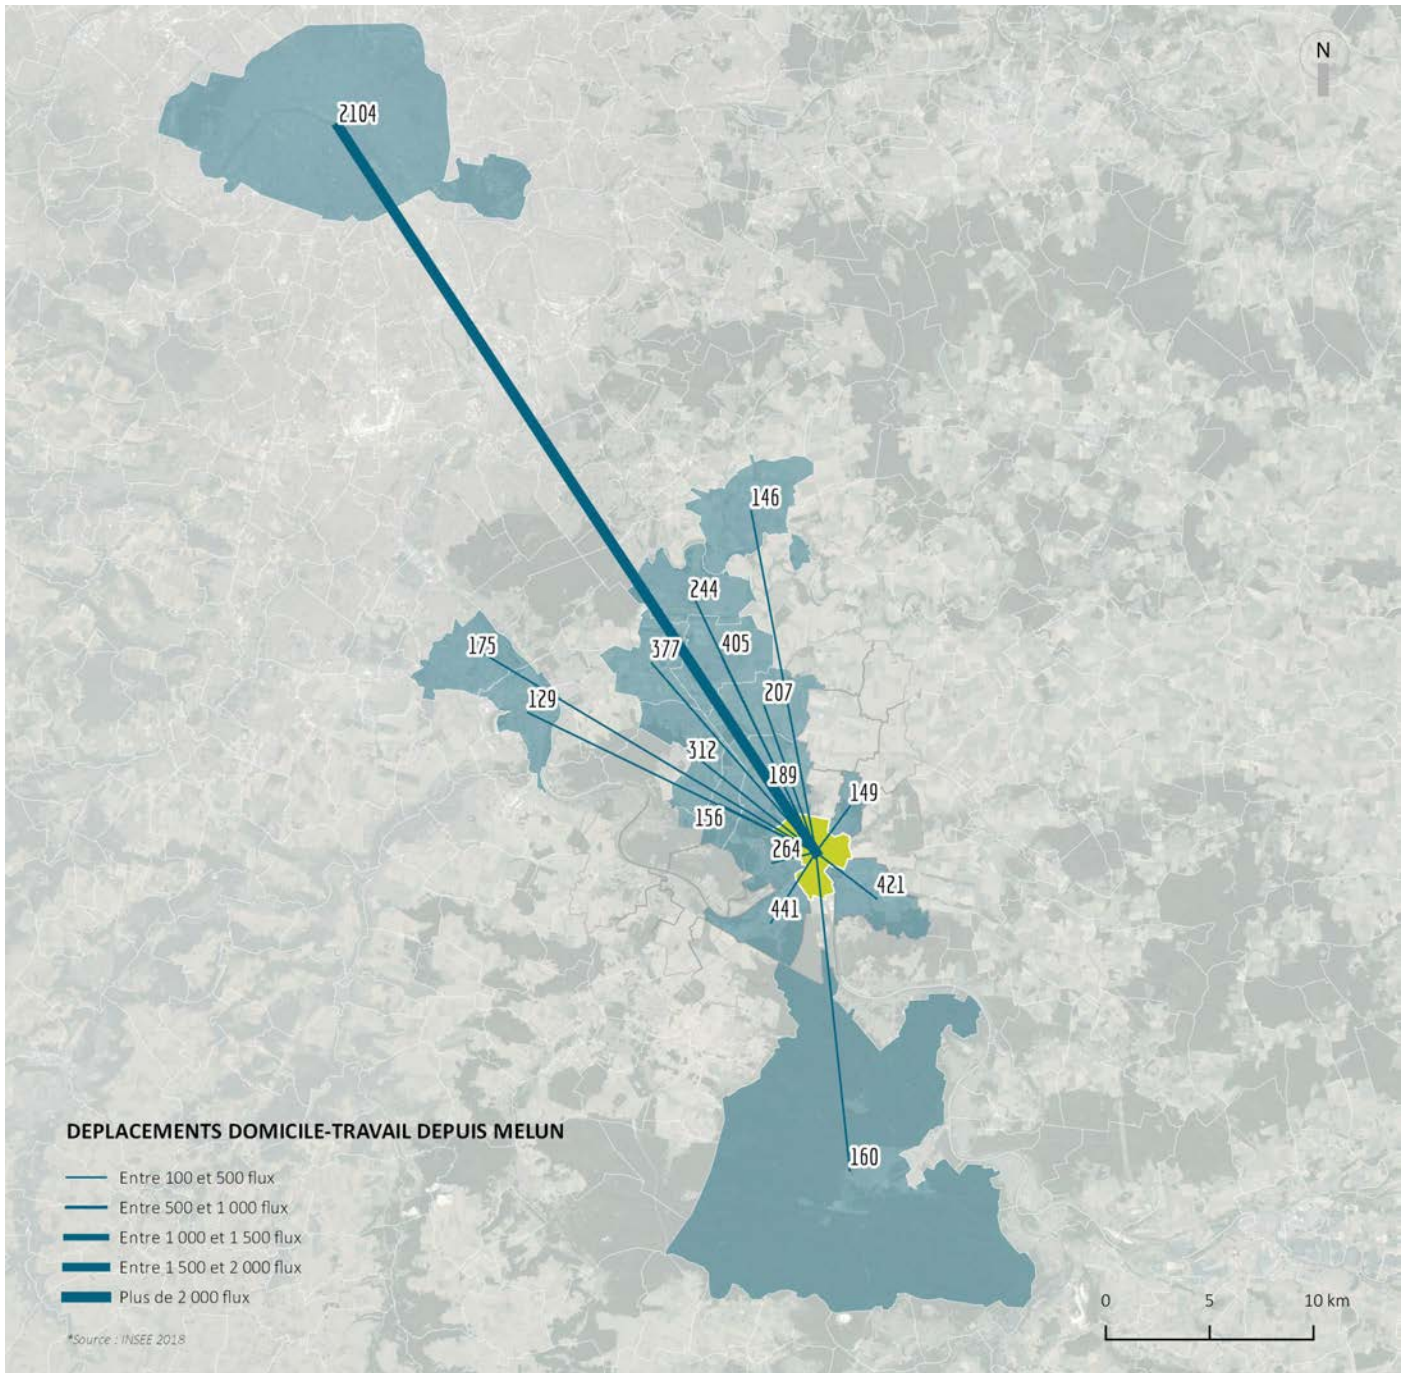 N
2104
146
244
405
377
175
129
207
312
189
149
156
264
421
441
160
DEPLACEMENTS DOMICILE-TRAVAIL DEPUIS MELUN
Entre 100 et 500 flux
Entre 500 et 1 000 flux
Entre 1 000 et 1 500 flux
Entre 1 500 et 2 000 flux
Plus de 2 000 flux
0 5 10 km
*Source : INSEE 2018